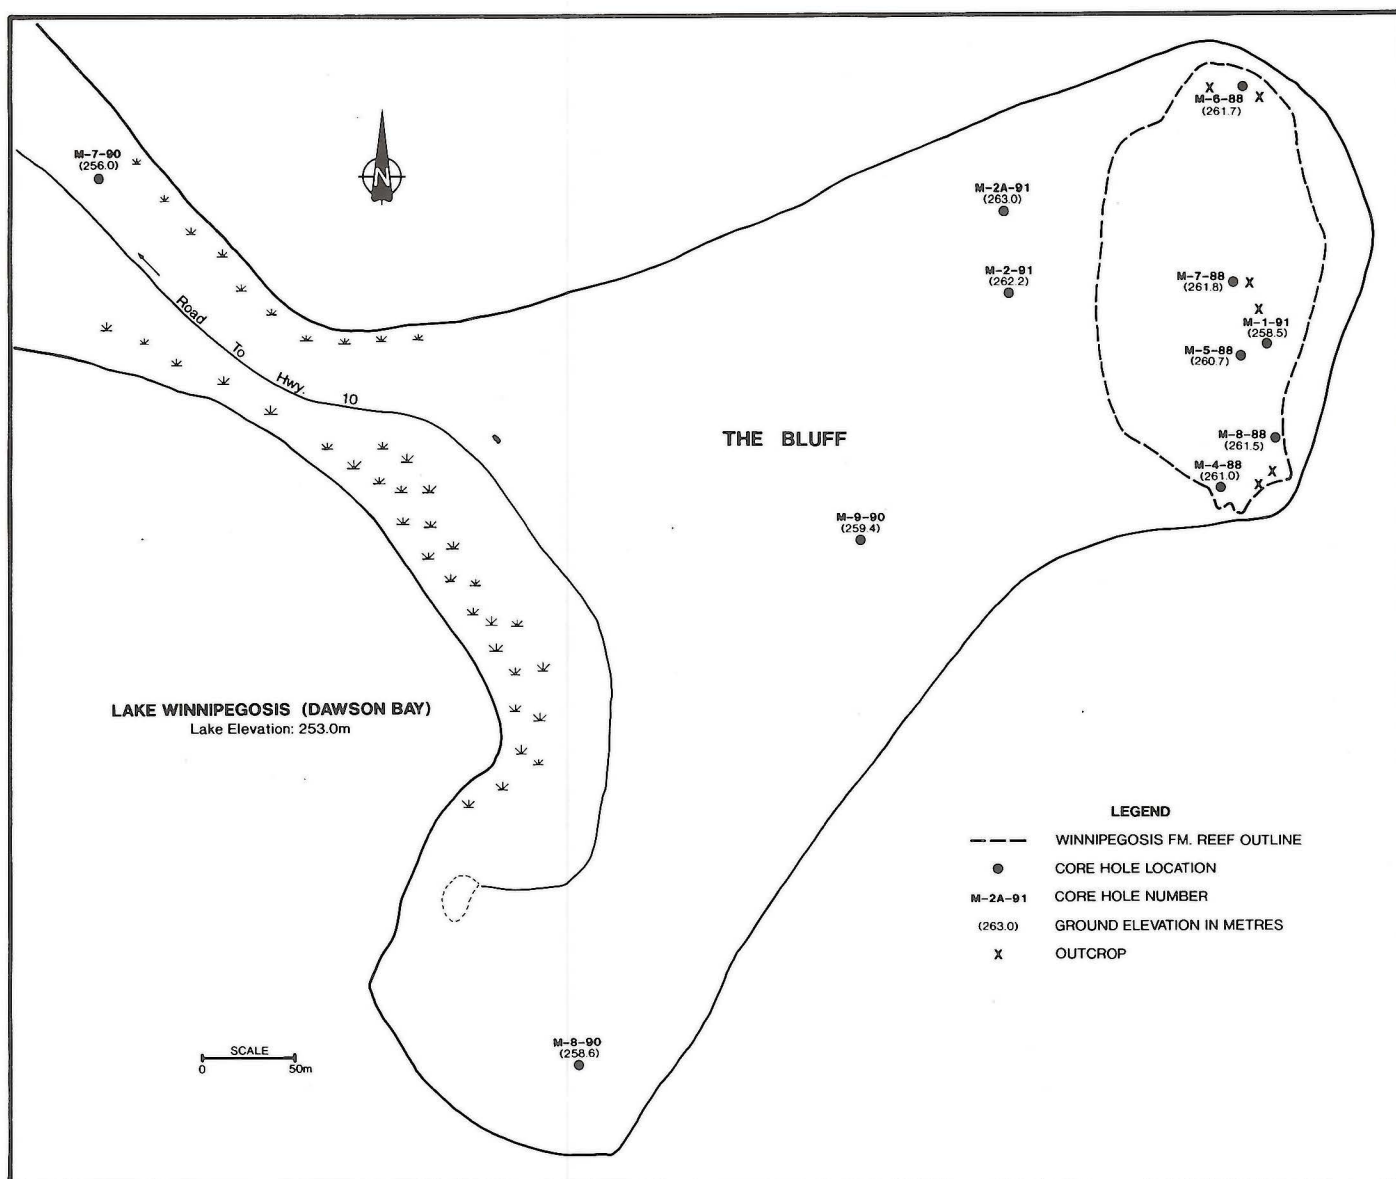 M-6-88
(261.7)
M-7-90
(256.0)
N
M-2A-91
(263.0)
M-2-91
(262.2)
M-7-88
(261.8)
M-1-91
(258.5)
M-5-88
(260.7)
Road To Hwy. 10
THE BLUFF
M-8-88
(261.5)
M-4-88
(261.0)
M-9-90
(259.4)
LAKE WINNIPEGOSIS (DAWSON BAY)
Lake Elevation: 253.0m
LEGEND
WINNIPEGOSIS FM. REEF OUTLINE
CORE HOLE LOCATION
M-2A-91 CORE HOLE NUMBER
(263.0) GROUND ELEVATION IN METRES
X OUTCROP
M-8-90
(258.6)
SCALE
0 50m